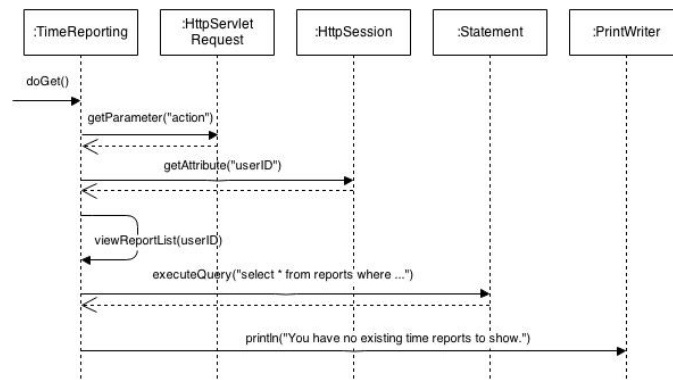 :TimeReporting
:HttpServlet
Request
:HttpSession
:Statement
:PrintWriter
doGet()
getParameter("action")
getAttribute("userID")
viewReportList(userID)
executeQuery("select * from reports where ...")
println("You have no existing time reports to show.")